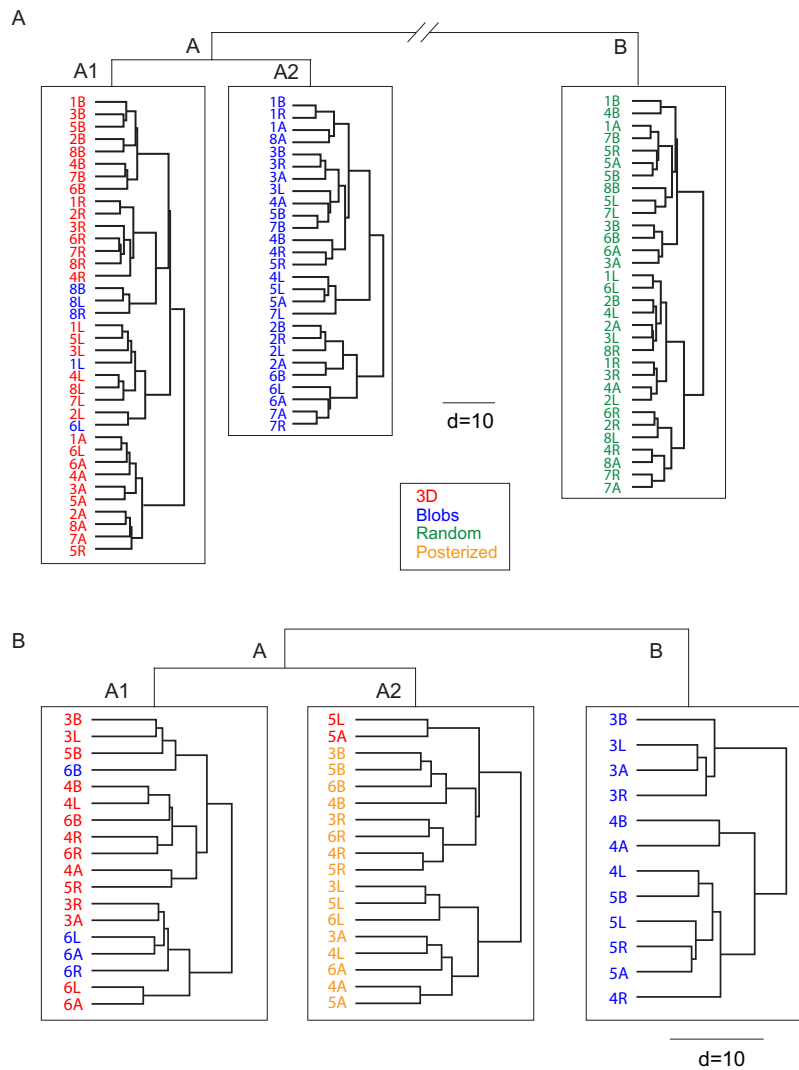 A
A
B
A1
A2
1B
3B
5B
2B
8B
4B
7B
6B
1R
2R
3R
6R
7R
8R
4R
8B
8L
8R
1L
5L
3L
1L
4L
8L
7L
2L
6L
1A
6L
6A
4A
3A
5A
2A
8A
7A
5R
1B
1R
1A
8A
3B
3R
3A
3L
4A
5B
7B
4B
4R
5R
4L
5L
5A
7L
2B
2R
2L
2A
6B
6L
6A
7A
7R
1B
4B
1A
7B
5R
5A
5B
8B
5L
7L
3B
6B
6A
3A
1L
6L
2B
4L
2A
3L
8R
1R
3R
4A
2L
6R
2R
8L
4R
8A
7R
7A
d=10
3D
Blobs
Random
Posterized
B
A
B
A1
A2
3B
3L
5B
6B
4B
4L
6B
4R
6R
4A
5R
3R
3A
6L
6A
6R
6L
6A
5L
5A
3B
5B
6B
4B
3R
6R
4R
5R
3L
5L
6L
3A
4L
6A
4A
5A
3B
3L
3A
3R
4B
4A
4L
5B
5L
5R
5A
4R
d=10